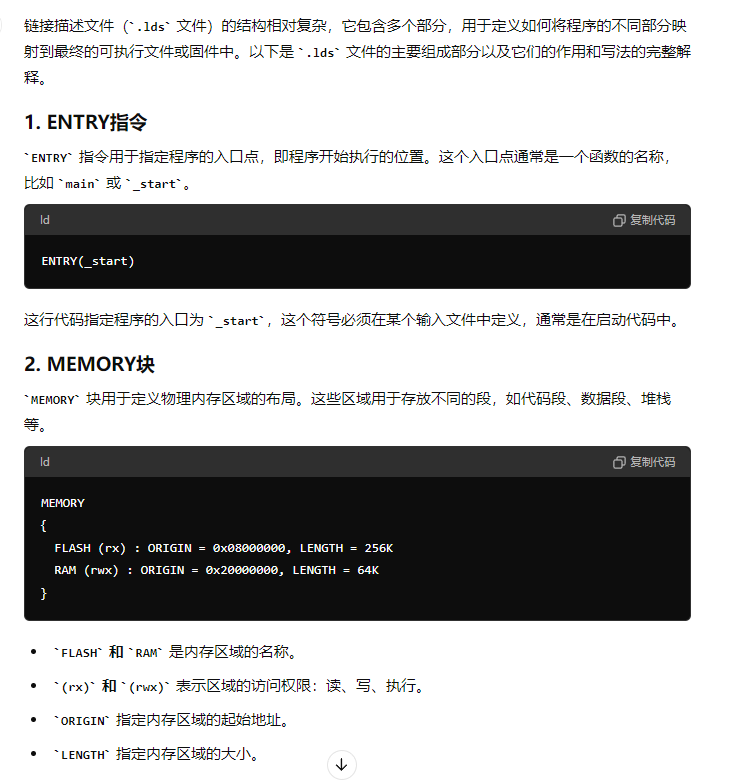 链接描述文件（`.lds` 文件）的结构相对复杂，它包含多个部分，用于定义如何将程序的不同部分映
射到最终的可执行文件或固件中。以下是 `.lds` 文件的主要组成部分以及它们的作用和写法的完整解
释。
1. ENTRY指令
`ENTRY` 指令用于指定程序的入口点，即程序开始执行的位置。这个入口点通常是一个函数的名称，
比如 `main` 或 `_start`。
ld 复制代码
ENTRY(_start)
这行代码指定程序的入口为 `_start`，这个符号必须在某个输入文件中定义，通常是在启动代码中。
2. MEMORY块
`MEMORY` 块用于定义物理内存区域的布局。这些区域用于存放不同的段，如代码段、数据段、堆栈
等。
ld 复制代码
MEMORY
{
  FLASH (rx) : ORIGIN = 0x08000000, LENGTH = 256K
  RAM (rwx) : ORIGIN = 0x20000000, LENGTH = 64K
}
• `FLASH` 和 `RAM` 是内存区域的名称。
• `(rx)` 和 `(rwx)` 表示区域的访问权限：读、写、执行。
• `ORIGIN` 指定内存区域的起始地址。
• `LENGTH` 指定内存区域的大小。